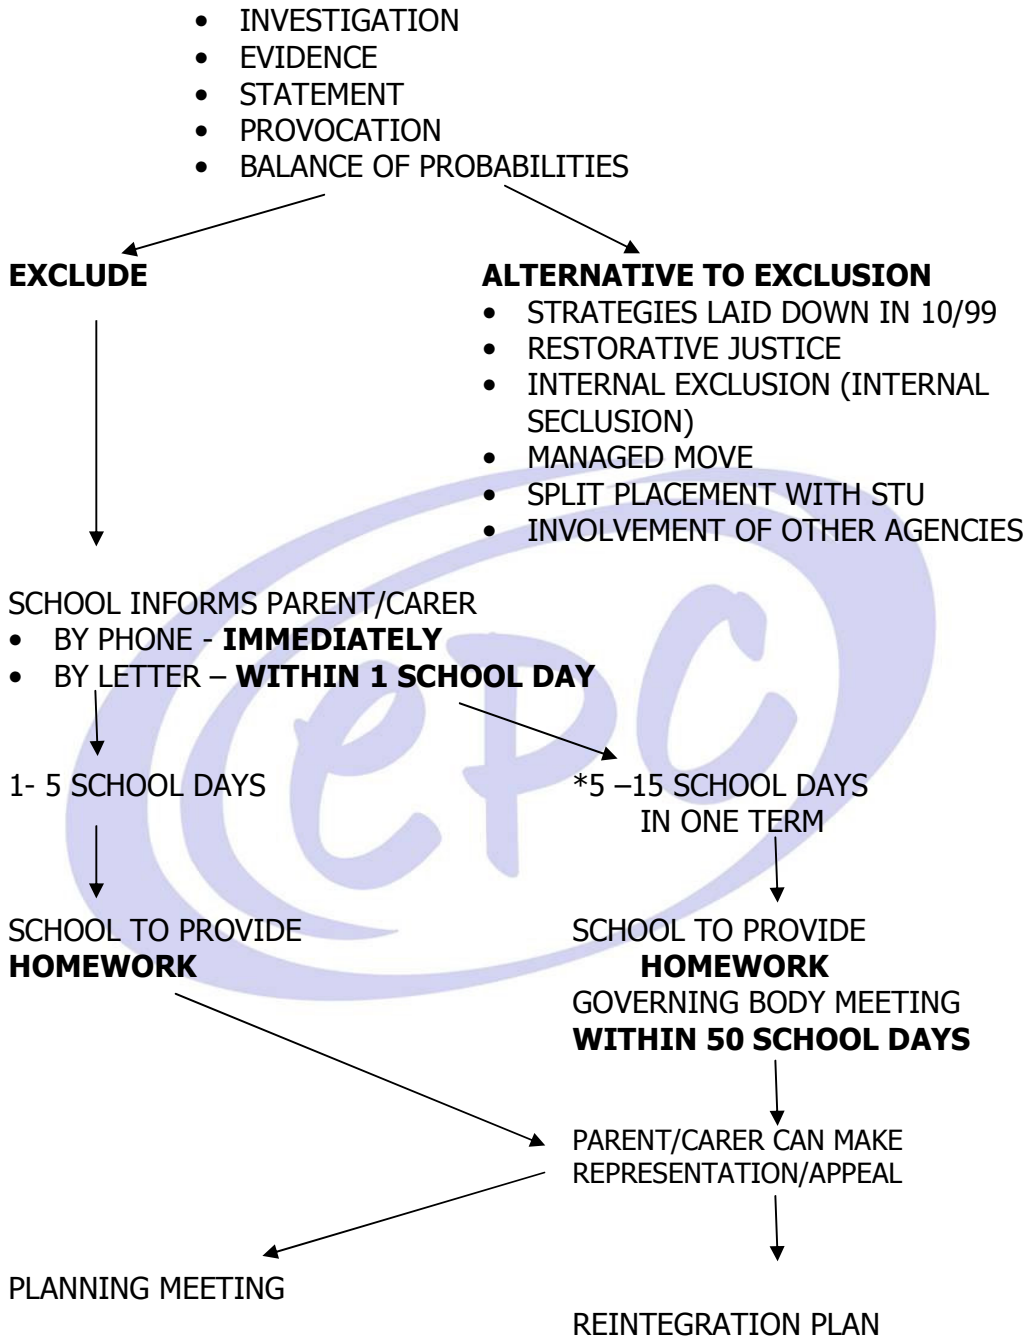 • INVESTIGATION
• EVIDENCE
• STATEMENT
• PROVOCATION
• BALANCE OF PROBABILITIES
EXCLUDE
ALTERNATIVE TO EXCLUSION
• STRATEGIES LAID DOWN IN 10/99
• RESTORATIVE JUSTICE
• INTERNAL EXCLUSION (INTERNAL
SECLUSION)
• MANAGED MOVE
• SPLIT PLACEMENT WITH STU
• INVOLVEMENT OF OTHER AGENCIES
SCHOOL INFORMS PARENT/CARER
• BY PHONE - IMMEDIATELY
• BY LETTER – WITHIN 1 SCHOOL DAY
epc
1- 5 SCHOOL DAYS
*5 –15 SCHOOL DAYS
IN ONE TERM
SCHOOL TO PROVIDE
HOMEWORK
SCHOOL TO PROVIDE
HOMEWORK
GOVERNING BODY MEETING
WITHIN 50 SCHOOL DAYS
PARENT/CARER CAN MAKE
REPRESENTATION/APPEAL
PLANNING MEETING
REINTEGRATION PLAN